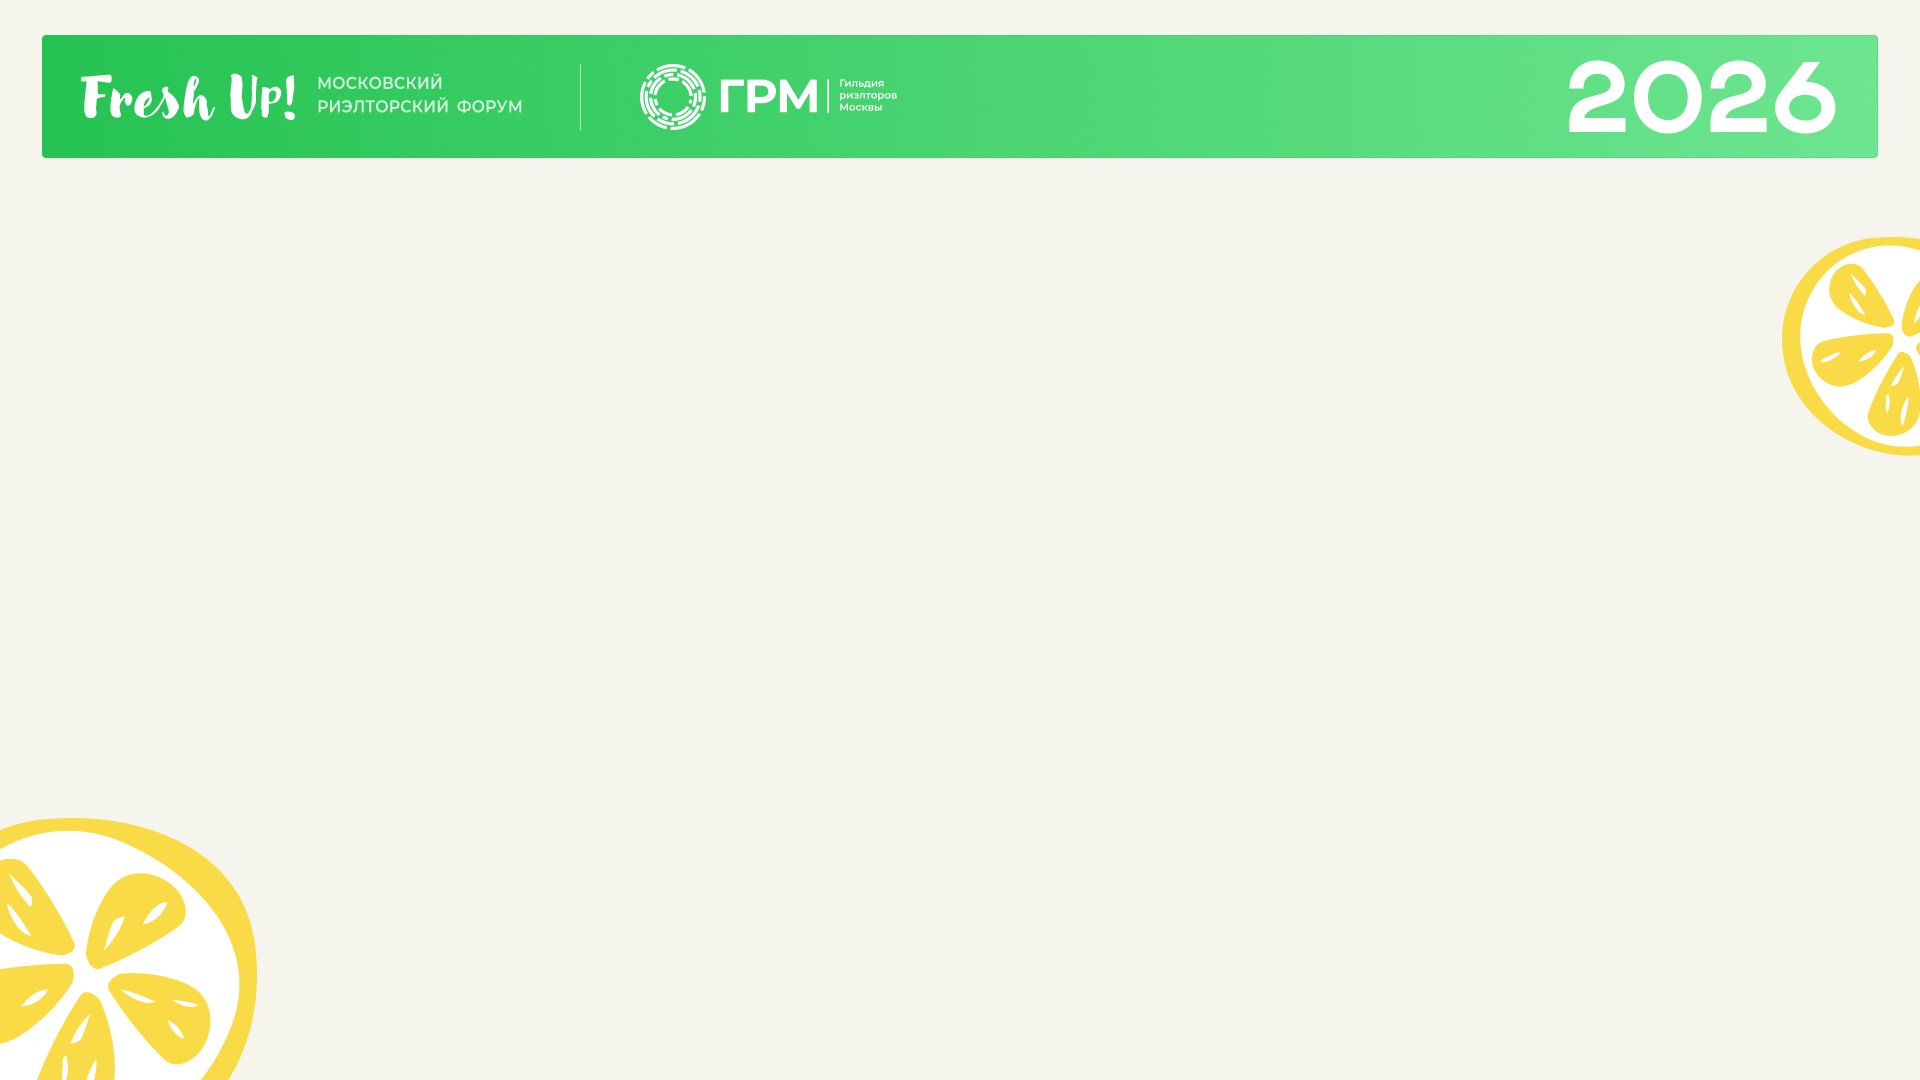 Fresh Up!
МОСКОВСКИЙ
РИЭЛТОРСКИЙ ФОРУМ
ГРМ
Гильдия
риэлторов
Москвы
2026